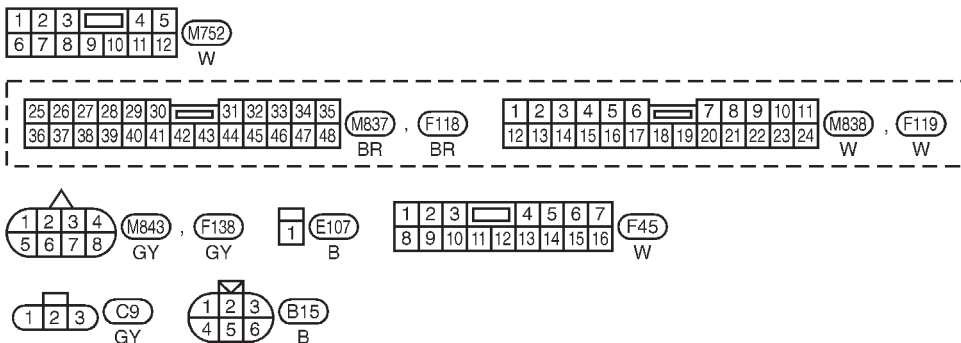 1 2 3 4 5
6 7 8 9 10 11 12
M752
W
25 26 27 28 29 30 31 32 33 34 35
36 37 38 39 40 41 42 43 44 45 46 47 48
M837 , F118
BR BR
1 2 3 4 5 6 7 8 9 10 11
12 13 14 15 16 17 18 19 20 21 22 23 24
M838 , F119
W W
1 2 3 4
5 6 7 8
M843 , F138
GY GY
1
E107
B
1 2 3 4 5 6 7
8 9 10 11 12 13 14 15 16
F45
W
1 2 3
C9
GY
1 2 3
4 5 6
B15
B